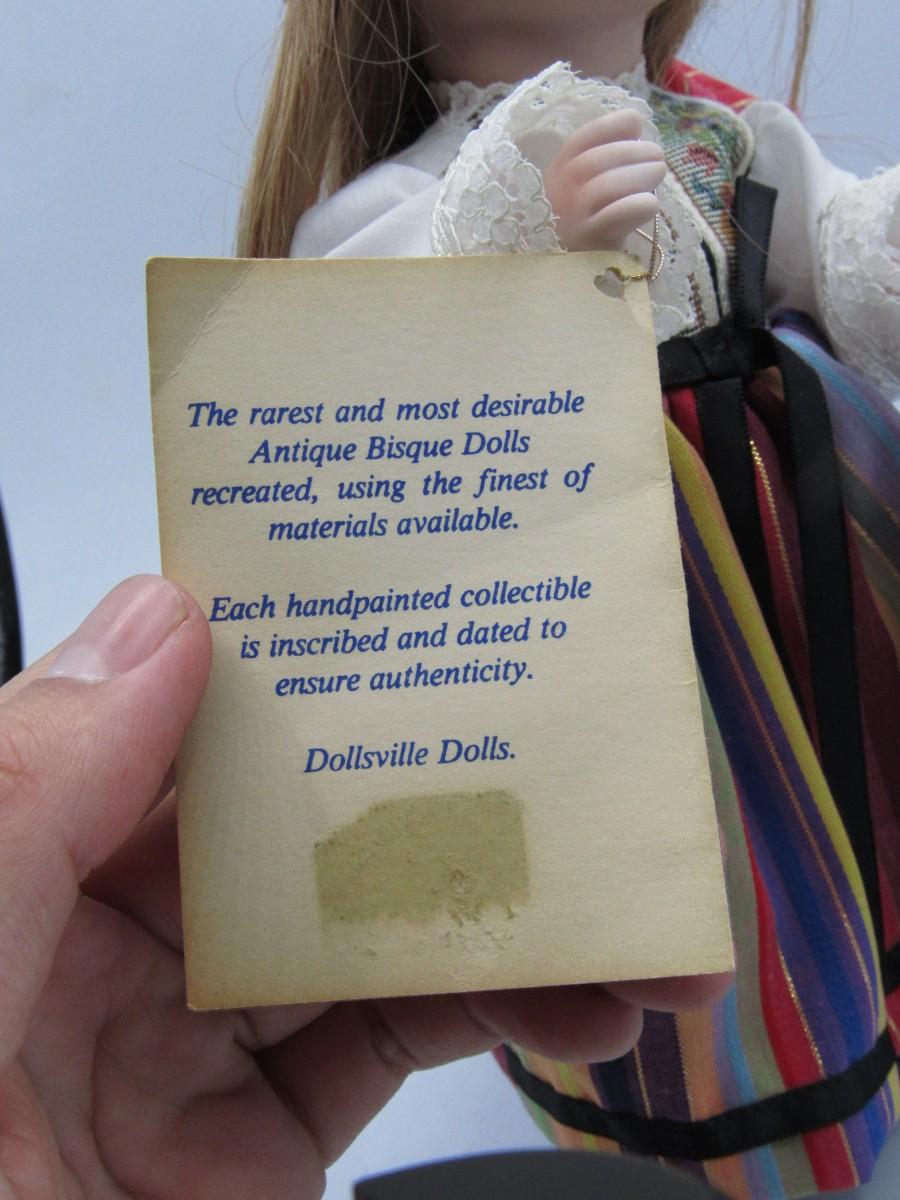 The rarest and most desirable
Antique Bisque Dolls
recreated, using the finest of
materials available.
Each handpainted collectible
is inscribed and dated to
ensure authenticity.
Dollsville Dolls.